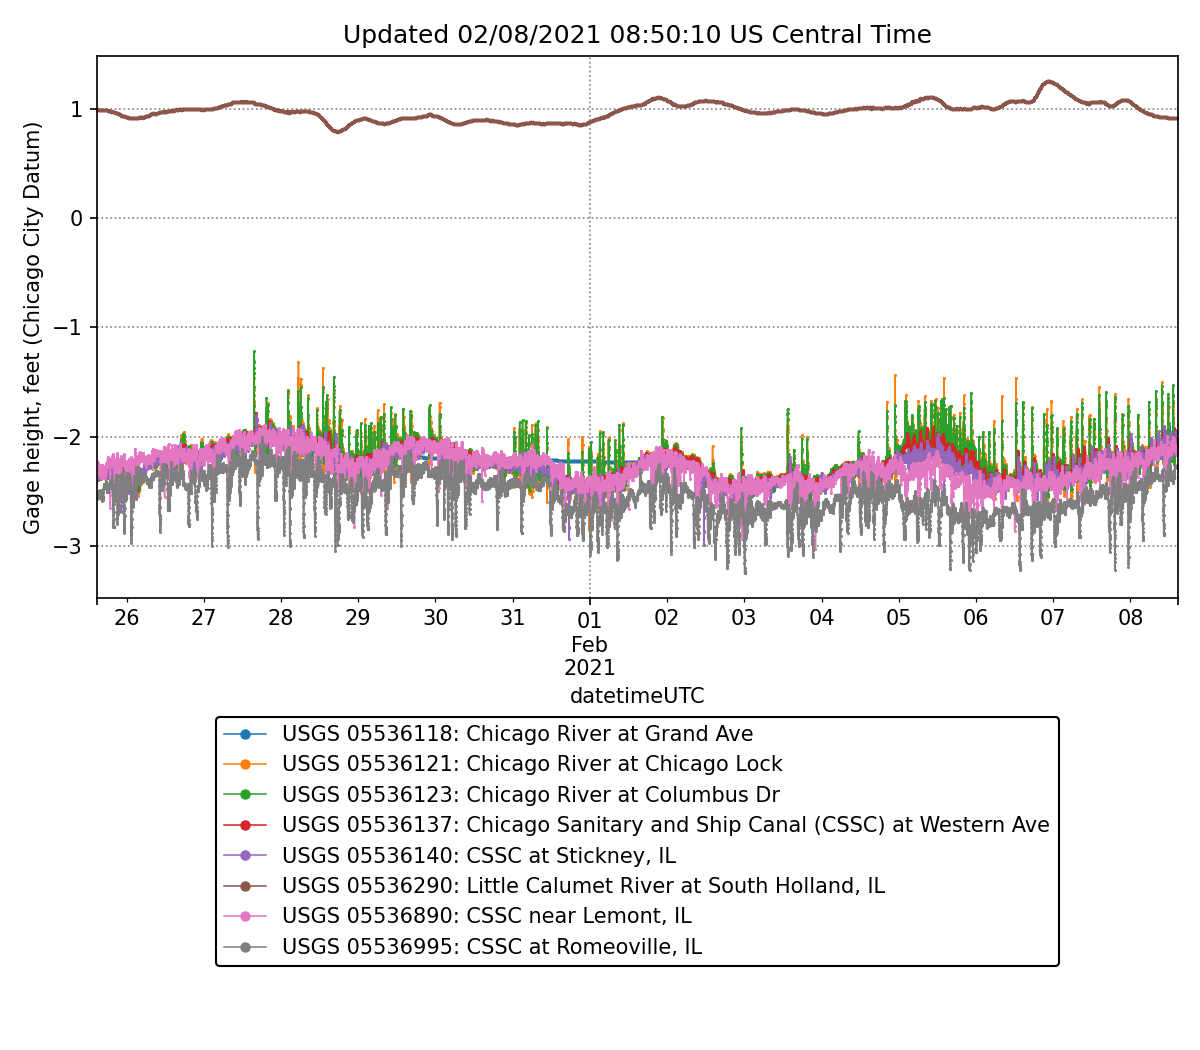 Updated 02/08/2021 08:50:10 US Central Time
Gage height, feet (Chicago City Datum)
1
0
−1
−2
−3
26 27 28 29 30 31 01 02 03 04 05 06 07 08
Feb
2021
datetimeUTC
USGS 05536118: Chicago River at Grand Ave
USGS 05536121: Chicago River at Chicago Lock
USGS 05536123: Chicago River at Columbus Dr
USGS 05536137: Chicago Sanitary and Ship Canal (CSSC) at Western Ave
USGS 05536140: CSSC at Stickney, IL
USGS 05536290: Little Calumet River at South Holland, IL
USGS 05536890: CSSC near Lemont, IL
USGS 05536995: CSSC at Romeoville, IL